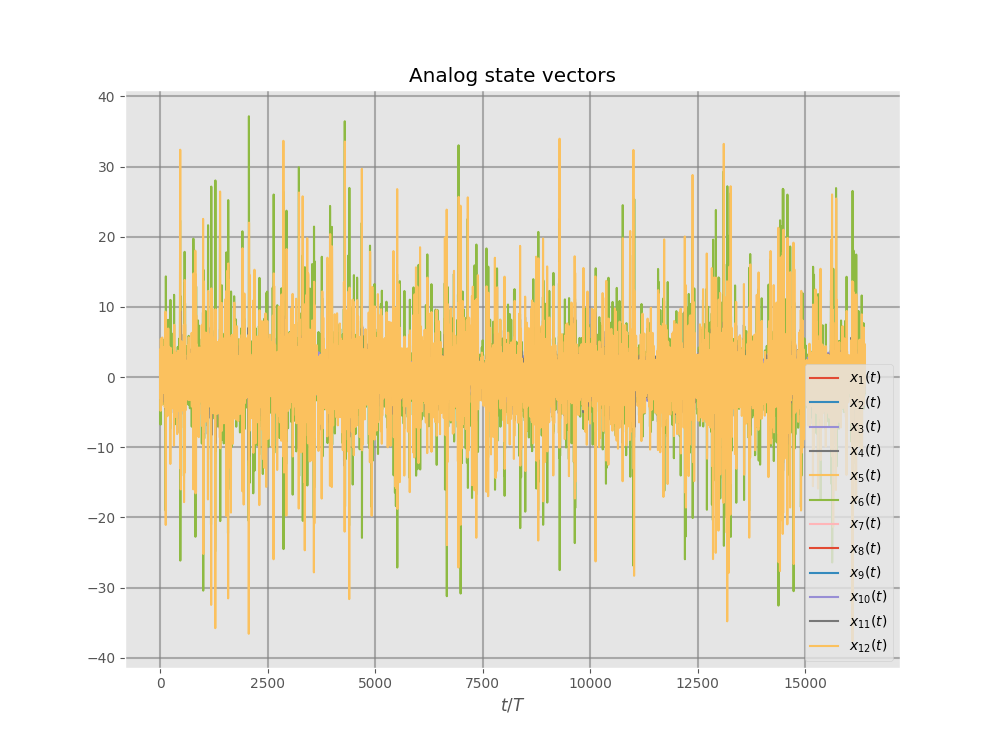 Analog state vectors
40
30
20
10
0
−10
−20
−30
−40
0 2500 5000 7500 10000 12500 15000
t/T
x₁(t)
x₂(t)
x₃(t)
x₄(t)
x₅(t)
x₆(t)
x₇(t)
x₈(t)
x₉(t)
x₁₀(t)
x₁₁(t)
x₁₂(t)